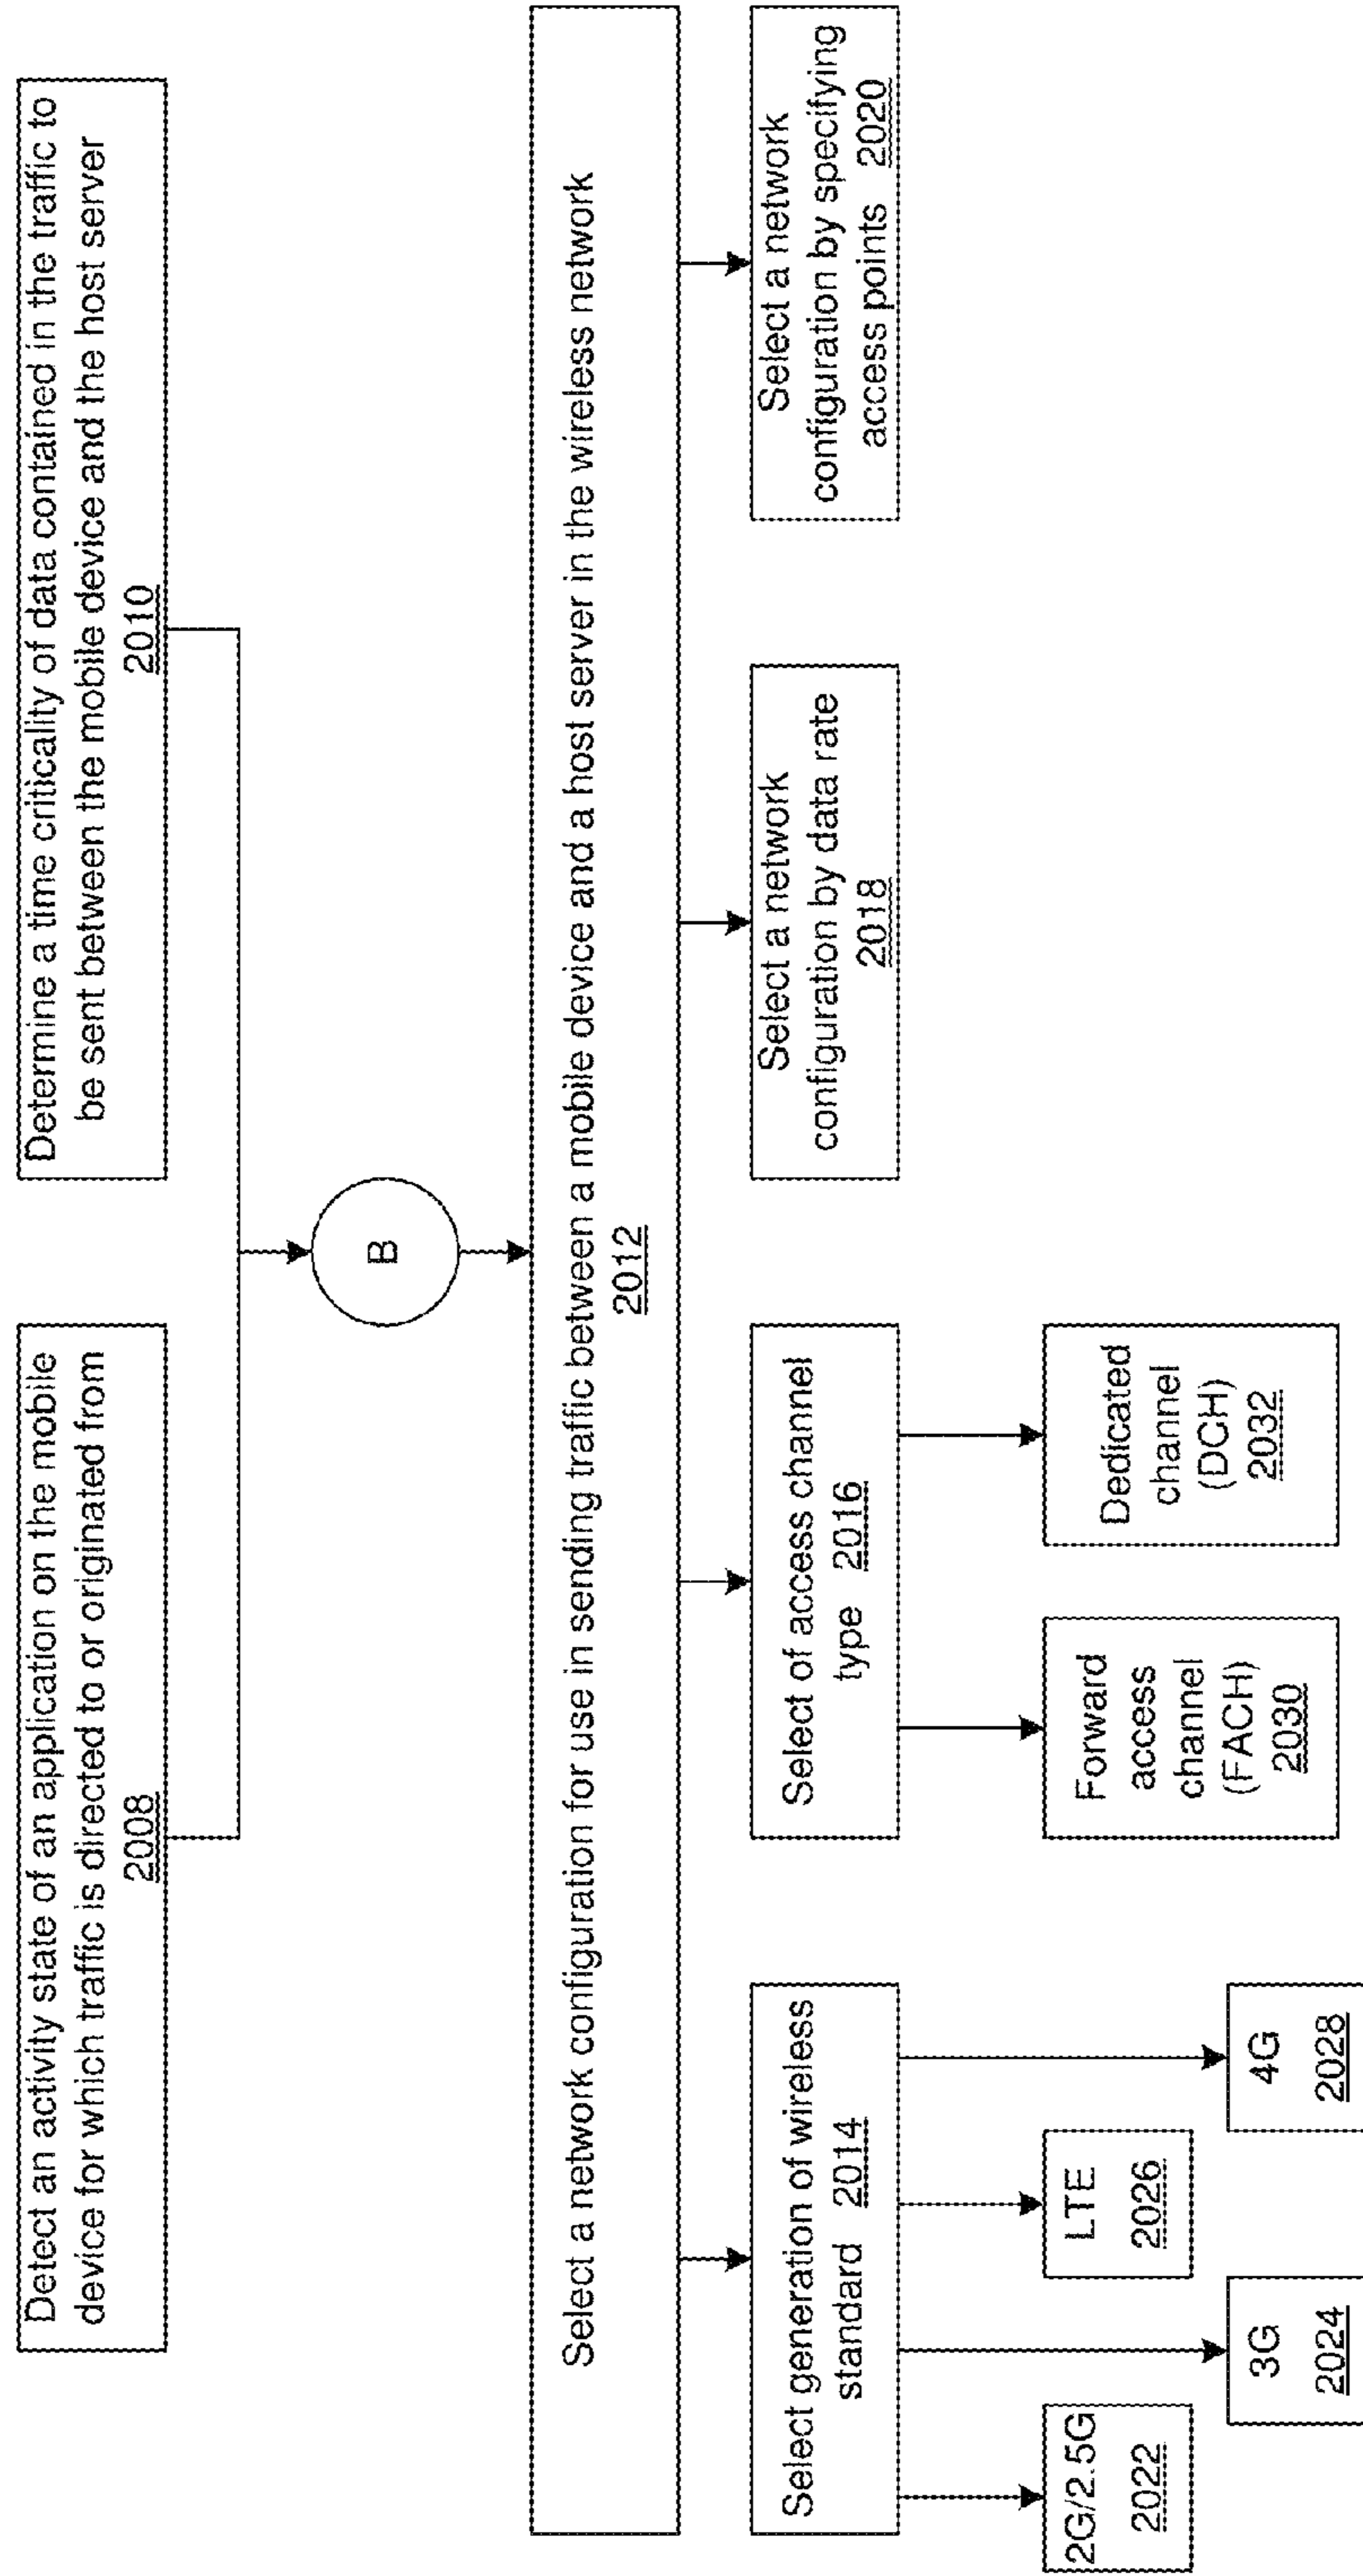 Detect an activity state of an application on the mobile
device for which traffic is directed to or originated from
2008
Determine a time criticality of data contained in the traffic to
be sent between the mobile device and the host server
2010
B
Select a network configuration for use in sending traffic between a mobile device and a host server in the wireless network
2012
Select generation of wireless
standard 2014
Select of access channel
type 2016
Select a network
configuration by data rate
2018
Select a network
configuration by specifying
access points 2020
2G/2.5G
2022
3G
2024
LTE
2026
4G
2028
Forward
access
channel
(FACH)
2030
Dedicated
channel
(DCH)
2032